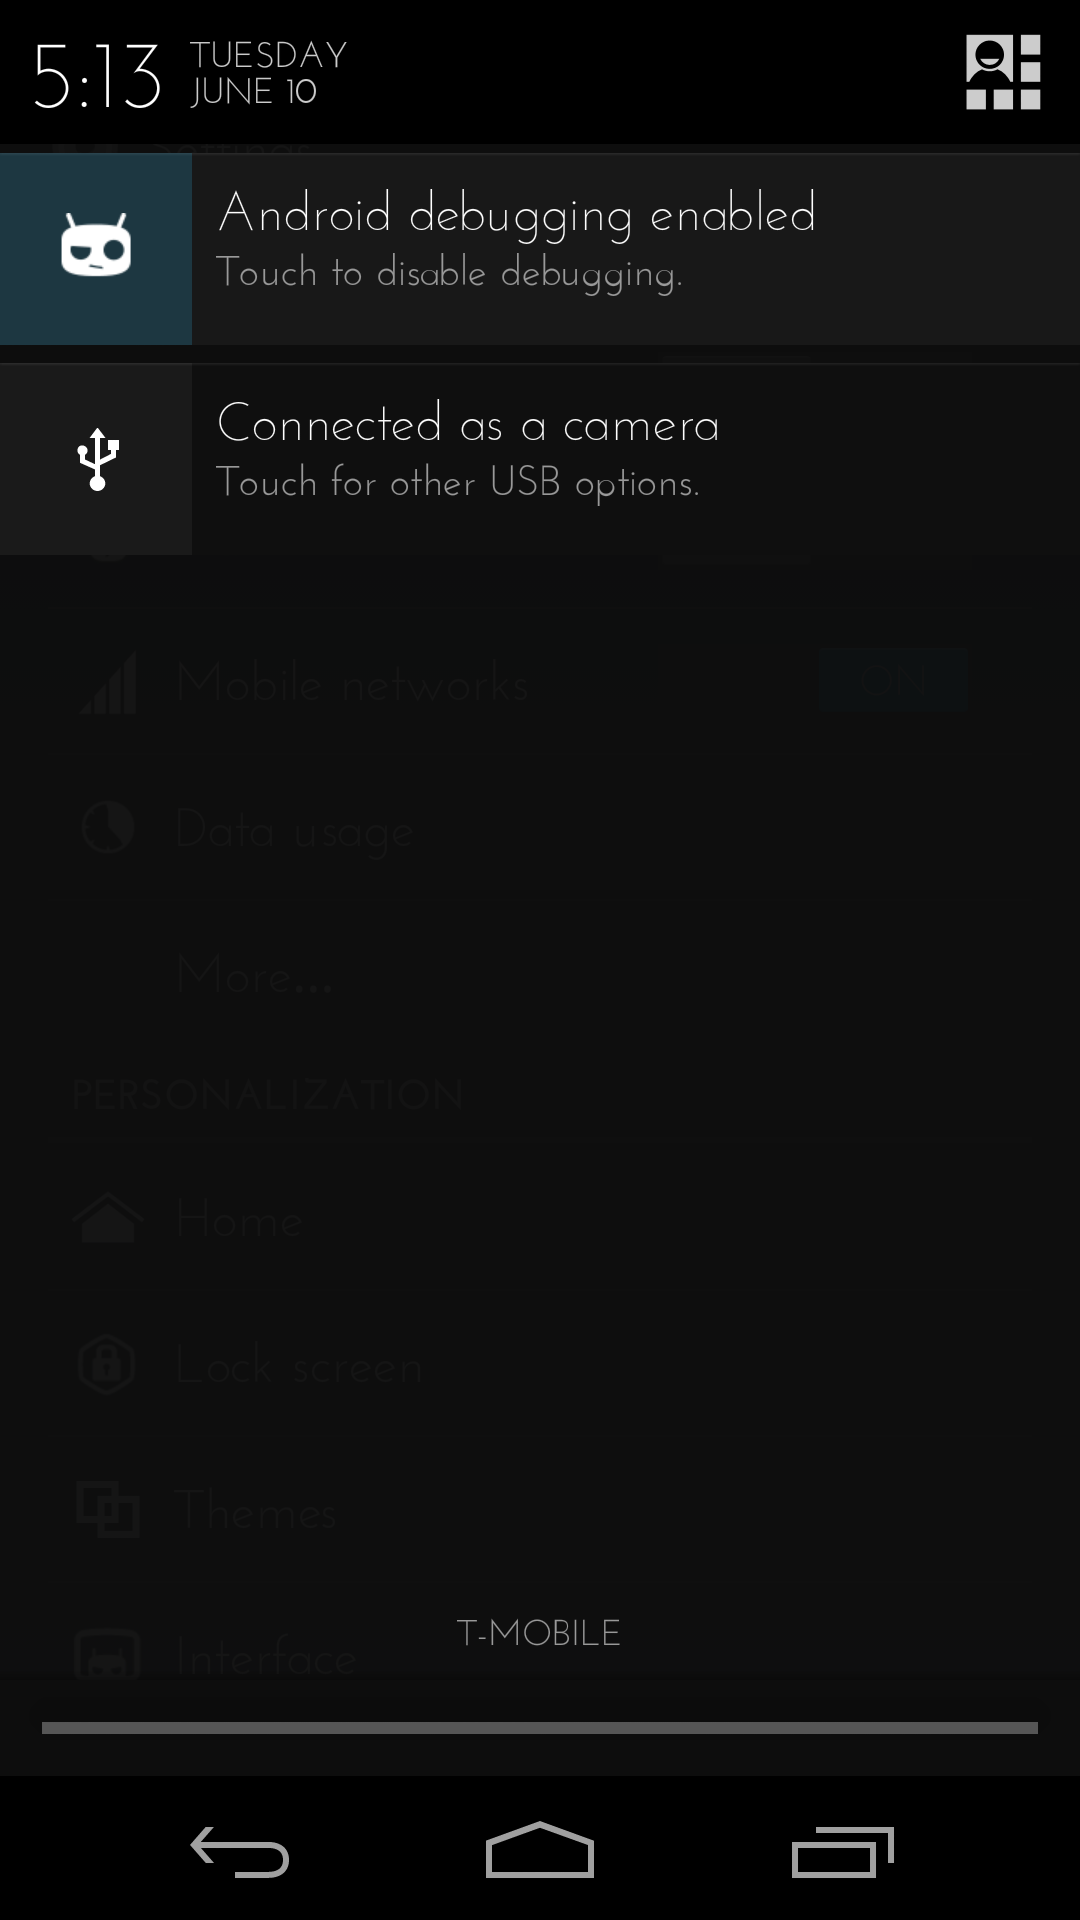 5:13
TUESDAY
JUNE 10
Settings
Android debugging enabled
Touch to disable debugging.
Connected as a camera
Touch for other USB options.
Mobile networks
ON
Data usage
More...
PERSONALIZATION
Home
Lock screen
Themes
T-MOBILE
Interface